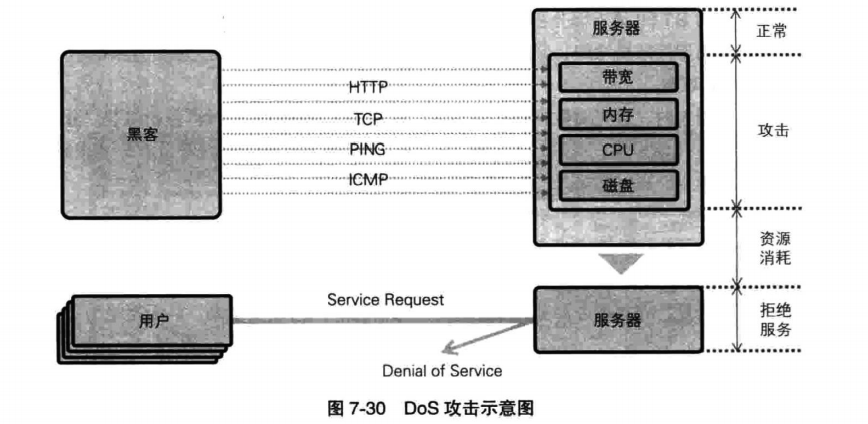 服务器
正常
黑客
HTTP
TCP
PING
ICMP
带宽
内存
CPU
磁盘
攻击
资源
消耗
用户
Service Request
服务器
拒绝
服务
Denial of Service
图 7-30 DoS 攻击示意图